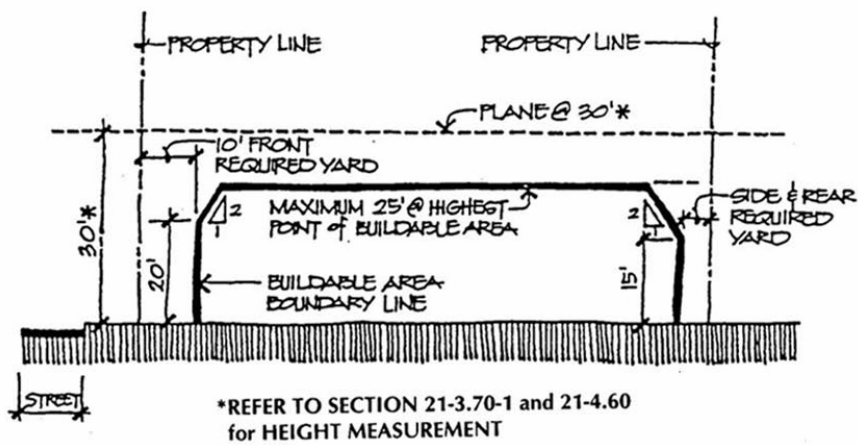 PROPERTY LINE
PROPERTY LINE
PLANE @ 30'*
10' FRONT
REQUIRED YARD
30'*
2
1
MAXIMUM 25' @ HIGHEST
POINT of BUILDABLE AREA
2
1
SIDE & REAR
REQUIRED
YARD
20'
BUILDABLE AREA
BOUNDARY LINE
15'
STREET
*REFER TO SECTION 21-3.70-1 and 21-4.60
for HEIGHT MEASUREMENT